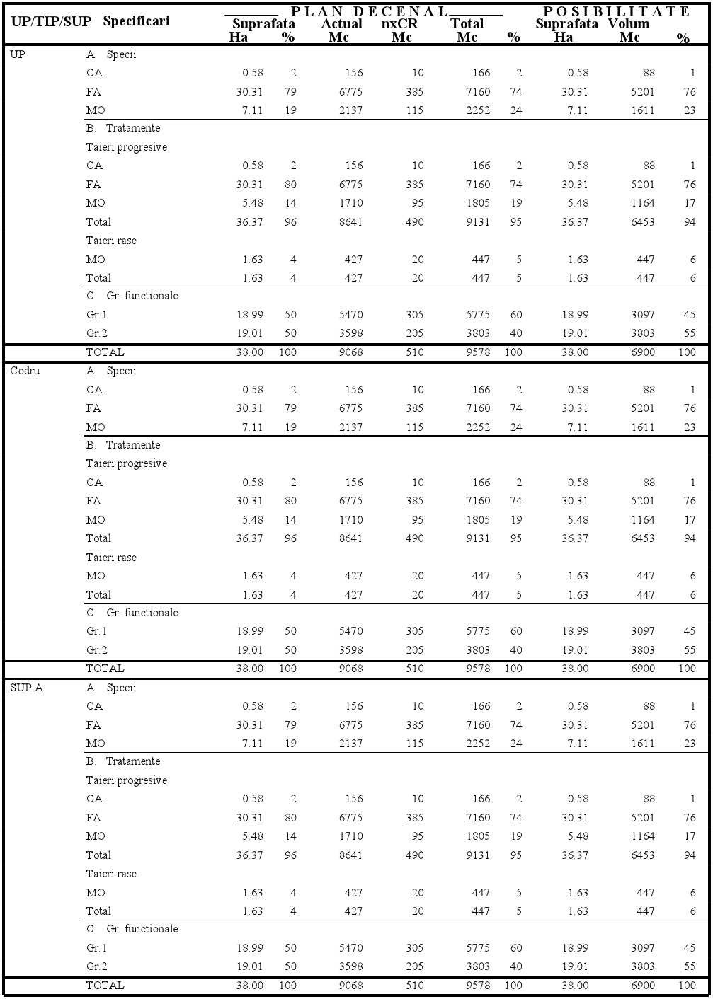 PLAN DECENAL POSIBILITATE
UP/TIP/SUP Specificari Suprafata Actual nxCR Total Suprafata Volum
Ha % Mc Mc Mc % Ha Mc %
UP A. Specii
CA 0.58 2 156 10 166 2 0.58 88 1
FA 30.31 79 6775 385 7160 74 30.31 5201 76
MO 7.11 19 2137 115 2252 24 7.11 1611 23
B. Tratamente
Taieri progresive
CA 0.58 2 156 10 166 2 0.58 88 1
FA 30.31 80 6775 385 7160 74 30.31 5201 76
MO 5.48 14 1710 95 1805 19 5.48 1164 17
Total 36.37 96 8641 490 9131 95 36.37 6453 94
Taieri rase
MO 1.63 4 427 20 447 5 1.63 447 6
Total 1.63 4 427 20 447 5 1.63 447 6
C. Gr. functionale
Gr.1 18.99 50 5470 305 5775 60 18.99 3097 45
Gr.2 19.01 50 3598 205 3803 40 19.01 3803 55
TOTAL 38.00 100 9068 510 9578 100 38.00 6900 100
Codru A. Specii
CA 0.58 2 156 10 166 2 0.58 88 1
FA 30.31 79 6775 385 7160 74 30.31 5201 76
MO 7.11 19 2137 115 2252 24 7.11 1611 23
B. Tratamente
Taieri progresive
CA 0.58 2 156 10 166 2 0.58 88 1
FA 30.31 80 6775 385 7160 74 30.31 5201 76
MO 5.48 14 1710 95 1805 19 5.48 1164 17
Total 36.37 96 8641 490 9131 95 36.37 6453 94
Taieri rase
MO 1.63 4 427 20 447 5 1.63 447 6
Total 1.63 4 427 20 447 5 1.63 447 6
C. Gr. functionale
Gr.1 18.99 50 5470 305 5775 60 18.99 3097 45
Gr.2 19.01 50 3598 205 3803 40 19.01 3803 55
TOTAL 38.00 100 9068 510 9578 100 38.00 6900 100
SUP:A A. Specii
CA 0.58 2 156 10 166 2 0.58 88 1
FA 30.31 79 6775 385 7160 74 30.31 5201 76
MO 7.11 19 2137 115 2252 24 7.11 1611 23
B. Tratamente
Taieri progresive
CA 0.58 2 156 10 166 2 0.58 88 1
FA 30.31 80 6775 385 7160 74 30.31 5201 76
MO 5.48 14 1710 95 1805 19 5.48 1164 17
Total 36.37 96 8641 490 9131 95 36.37 6453 94
Taieri rase
MO 1.63 4 427 20 447 5 1.63 447 6
Total 1.63 4 427 20 447 5 1.63 447 6
C. Gr. functionale
Gr.1 18.99 50 5470 305 5775 60 18.99 3097 45
Gr.2 19.01 50 3598 205 3803 40 19.01 3803 55
TOTAL 38.00 100 9068 510 9578 100 38.00 6900 100